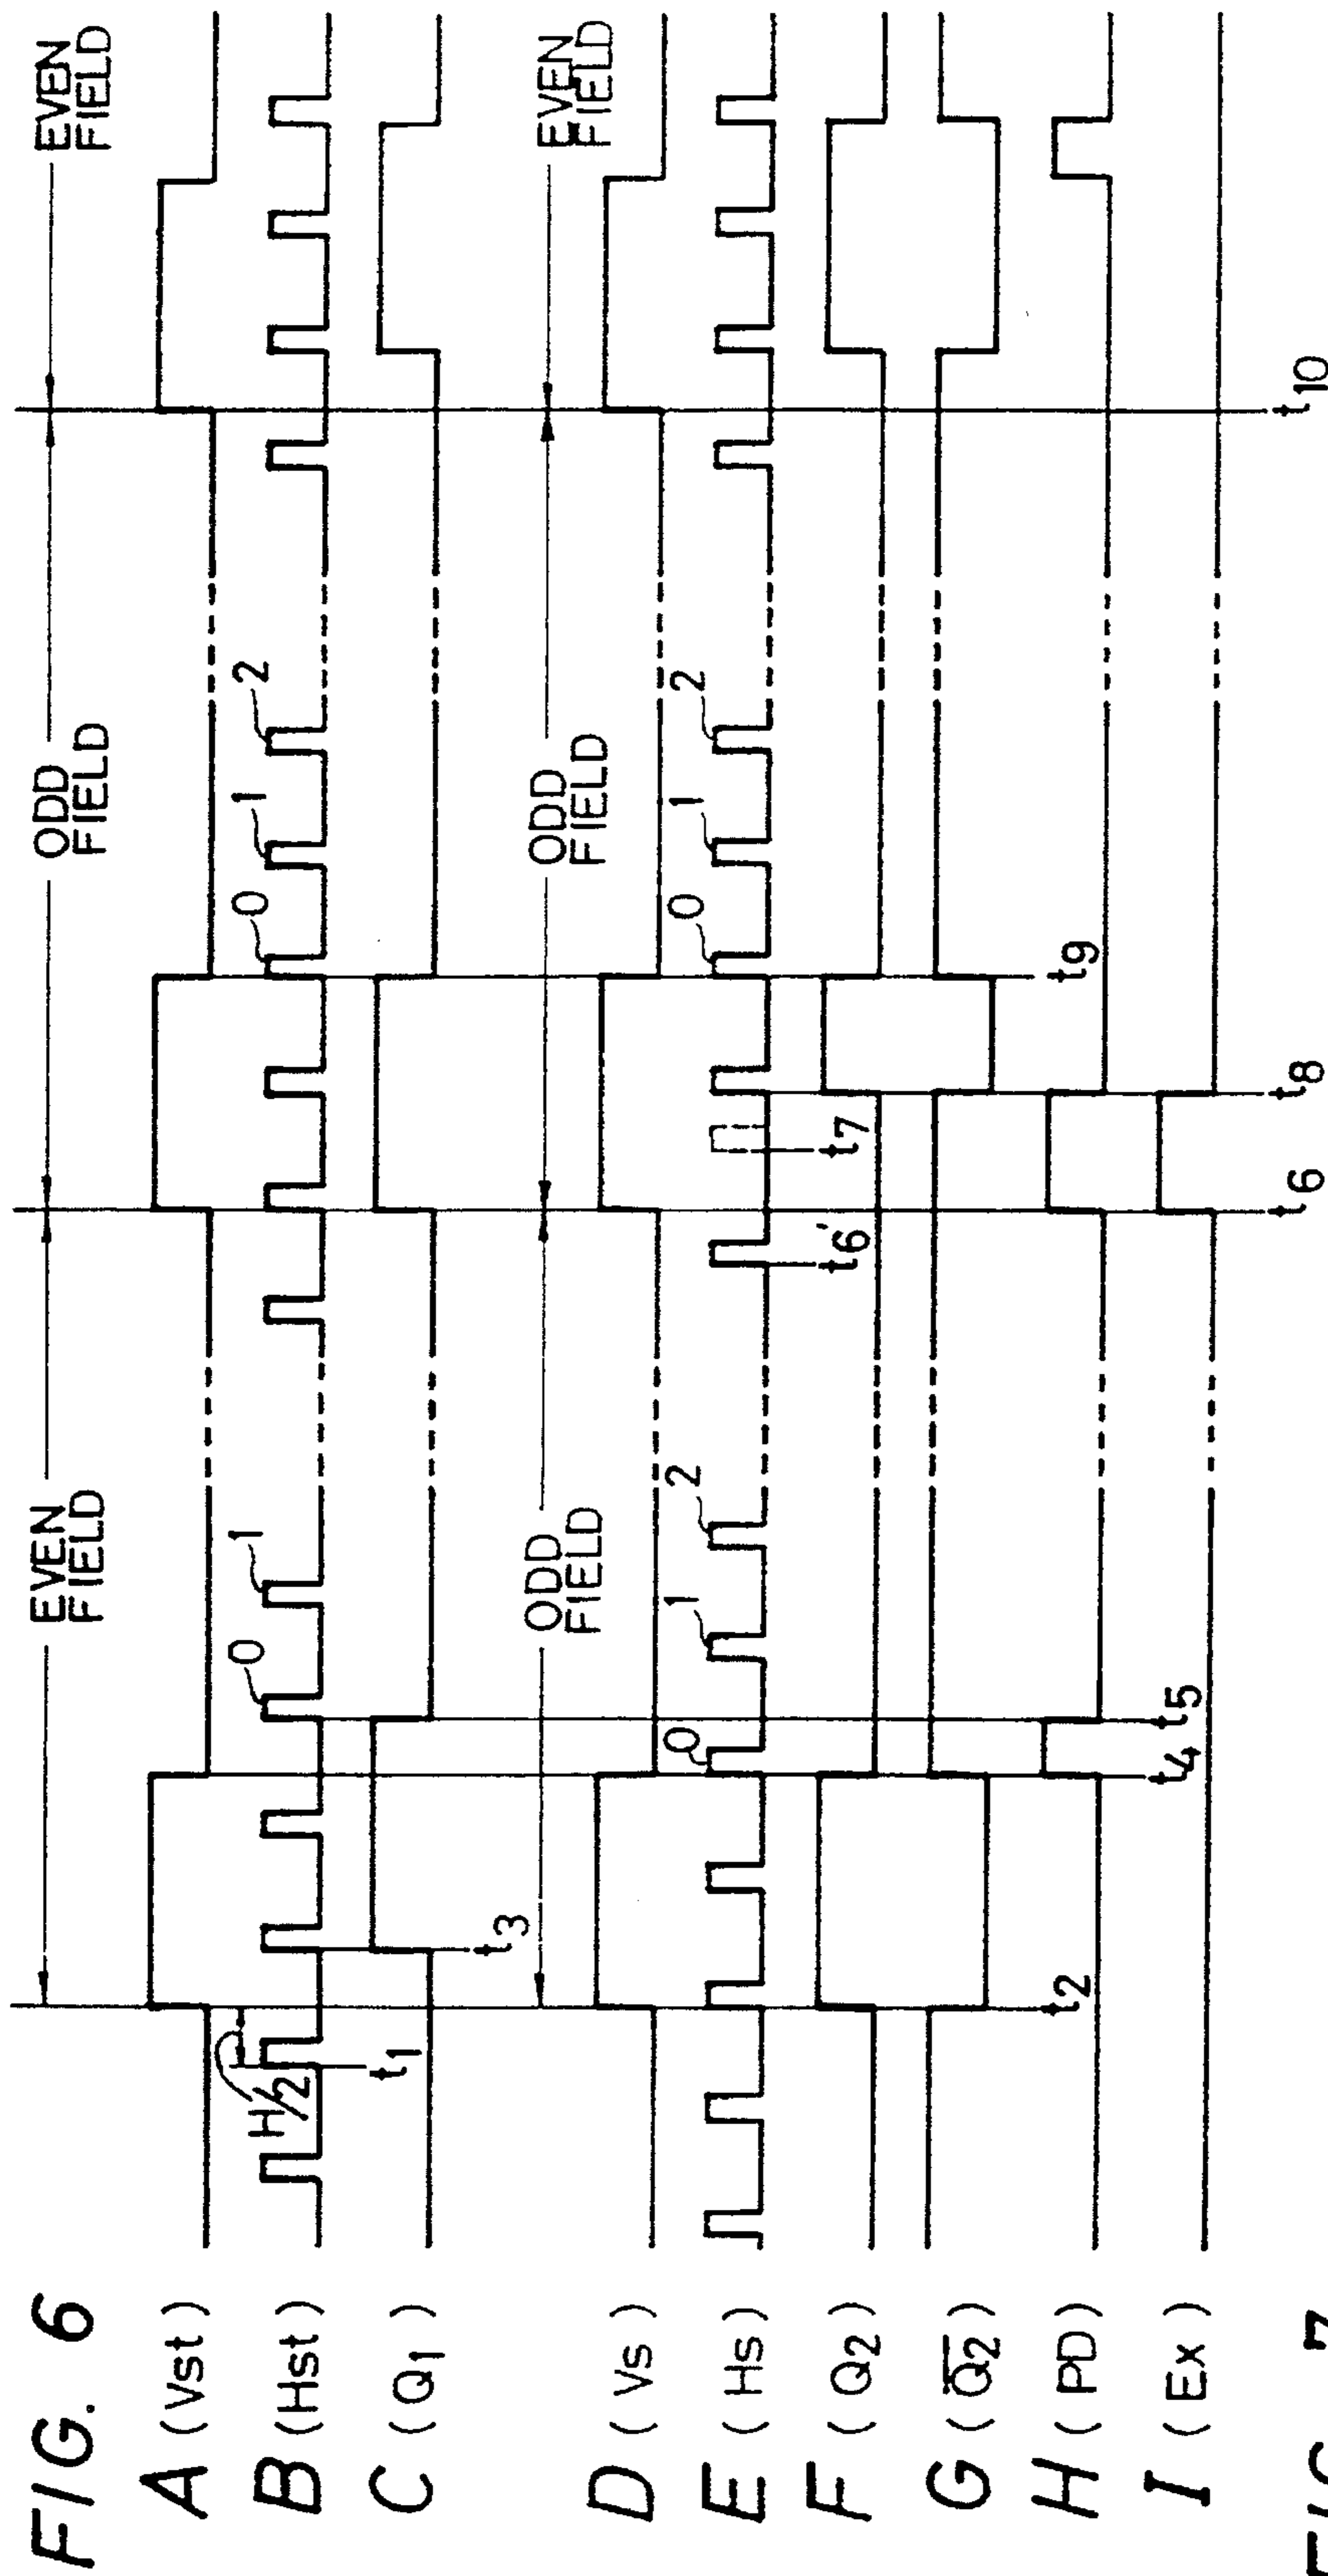 FIG. 6
EVEN FIELD
ODD FIELD
EVEN FIELD
A (Vst)
H/2
B (Hst)
0
1
0
1
2
t1
C (Q1)
t3
ODD FIELD
ODD FIELD
EVEN FIELD
D (Vs)
E (Hs)
0
1
2
0
1
2
F (Q2)
t6'
t7
G (Q̅2)
t2
t9
H (PD)
t4
t5
I (Ex)
t6
t8
t10
FIG. 7